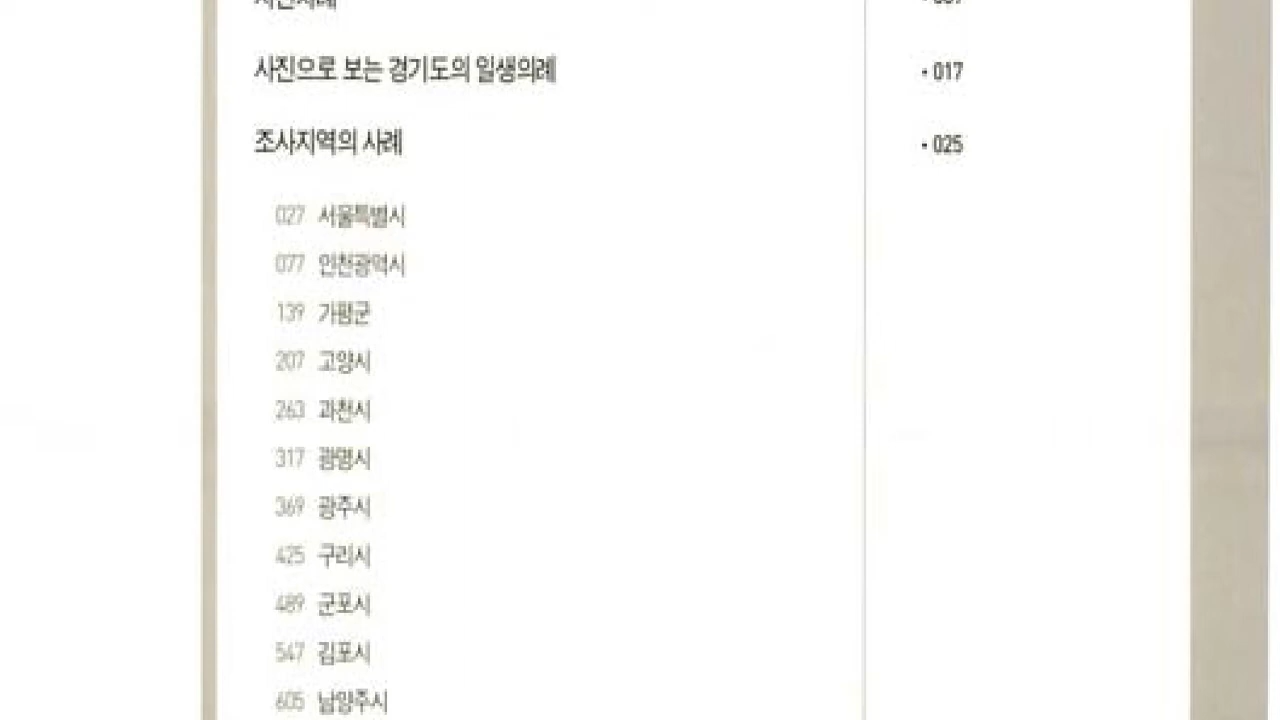 사진으로 보는 경기도의 일생의례 • 017
조사지역의 사례 • 025
027 서울특별시
077 인천광역시
139 가평군
207 고양시
263 과천시
317 광명시
369 광주시
425 구리시
489 군포시
547 김포시
605 남양주시